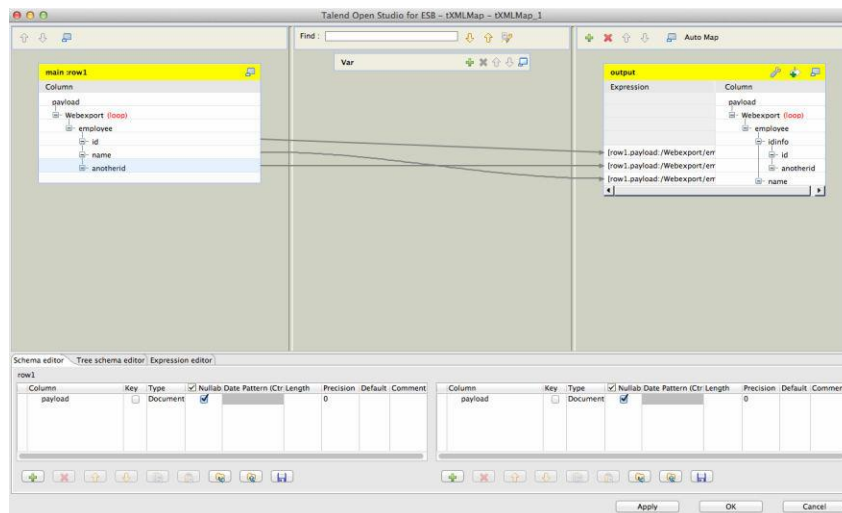 Talend Open Studio for ESB - tXMLMap - tXMLMap_1
Find :
Auto Map
main :row1
Column
payload
Webexport (loop)
employee
id
name
anotherid
Var
output
Expression Column
payload
Webexport (loop)
employee
idinfo
id
[row1.payload:/Webexport/em
[row1.payload:/Webexport/em
anotherid
[row1.payload:/Webexport/em
name
Schema editor Tree schema editor Expression editor
row1
Column Key Type Nullab Date Pattern (Ctr Length Precision Default Comment
payload Document 0
Column Key Type Nullab Date Pattern (Ctr Length Precision Default Commen
payload Document 0
Apply OK Cancel